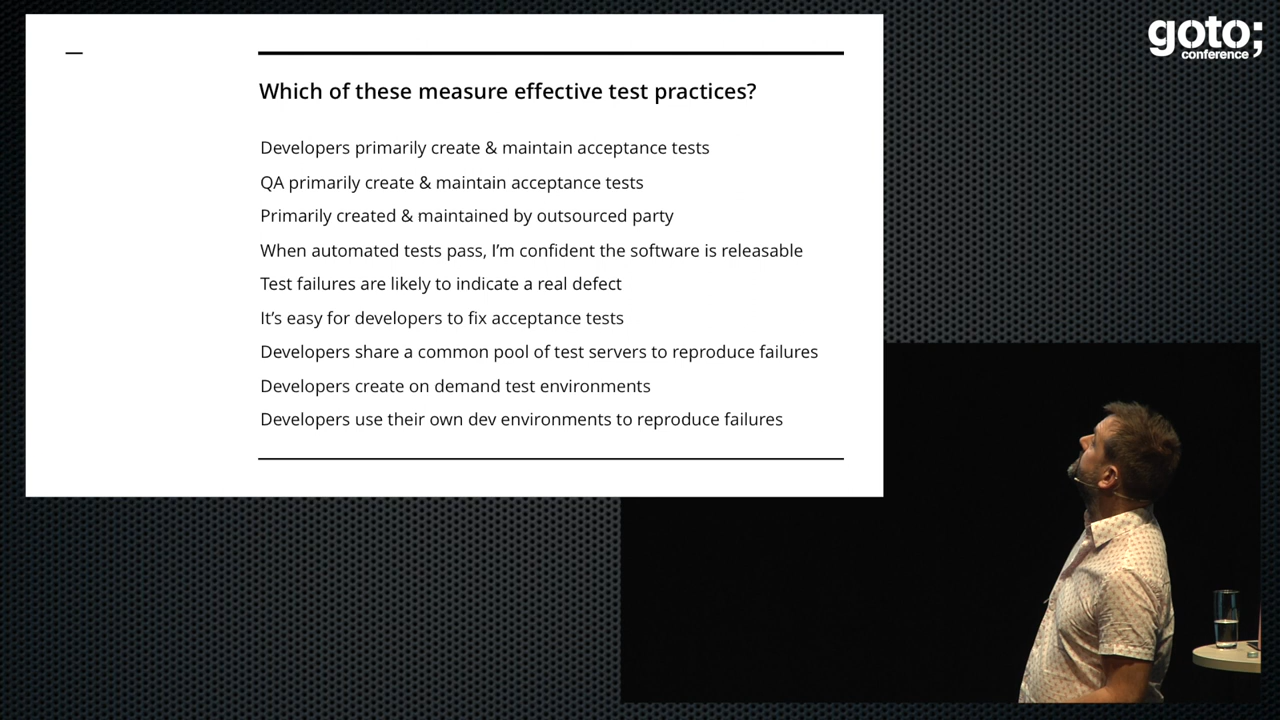 goto;
conference
Which of these measure effective test practices?
Developers primarily create & maintain acceptance tests
QA primarily create & maintain acceptance tests
Primarily created & maintained by outsourced party
When automated tests pass, I’m confident the software is releasable
Test failures are likely to indicate a real defect
It’s easy for developers to fix acceptance tests
Developers share a common pool of test servers to reproduce failures
Developers create on demand test environments
Developers use their own dev environments to reproduce failures